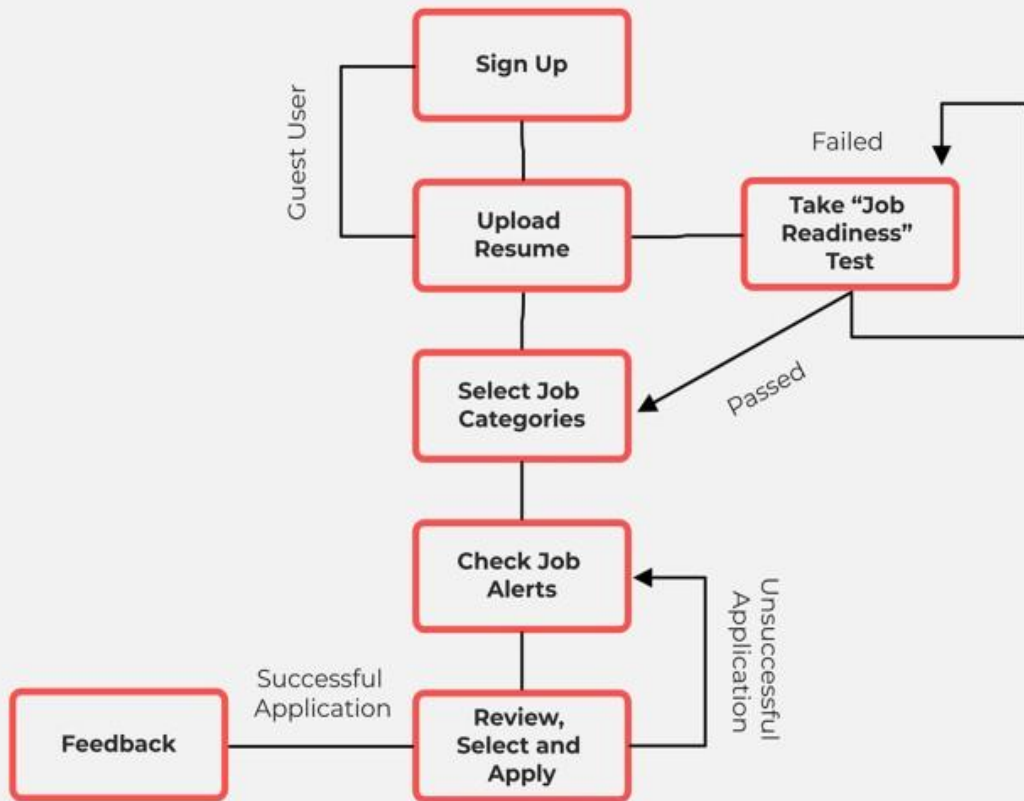 Sign Up
Guest User
Failed
Upload
Resume
Take “Job
Readiness”
Test
Select Job
Categories
Passed
Check Job
Alerts
Unsuccessful
Application
Successful
Application
Feedback
Review,
Select and
Apply